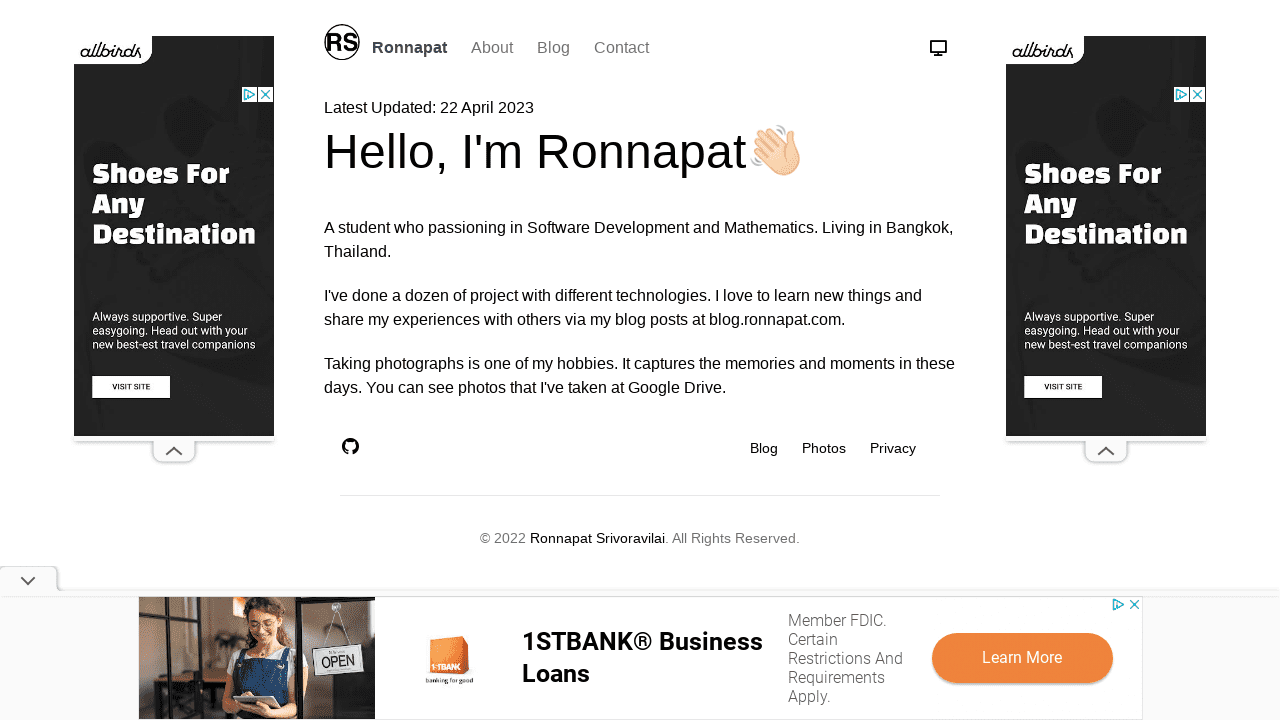 RS
Ronnapat About Blog Contact
Latest Updated: 22 April 2023
Hello, I'm Ronnapat👋🏻
A student who passioning in Software Development and Mathematics. Living in Bangkok,
Thailand.
I've done a dozen of project with different technologies. I love to learn new things and
share my experiences with others via my blog posts at blog.ronnapat.com.
Taking photographs is one of my hobbies. It captures the memories and moments in these
days. You can see photos that I've taken at Google Drive.
Blog Photos Privacy
© 2022 Ronnapat Srivoravilai. All Rights Reserved.
allbirds
Shoes For
Any
Destination
Always supportive. Super
easygoing. Head out with your
new best-est travel companions
VISIT SITE
allbirds
Shoes For
Any
Destination
Always supportive. Super
easygoing. Head out with your
new best-est travel companions
VISIT SITE
OPEN
1STBANK
banking for good
1STBANK® Business
Loans
Member FDIC.
Certain
Restrictions And
Requirements
Apply.
Learn More